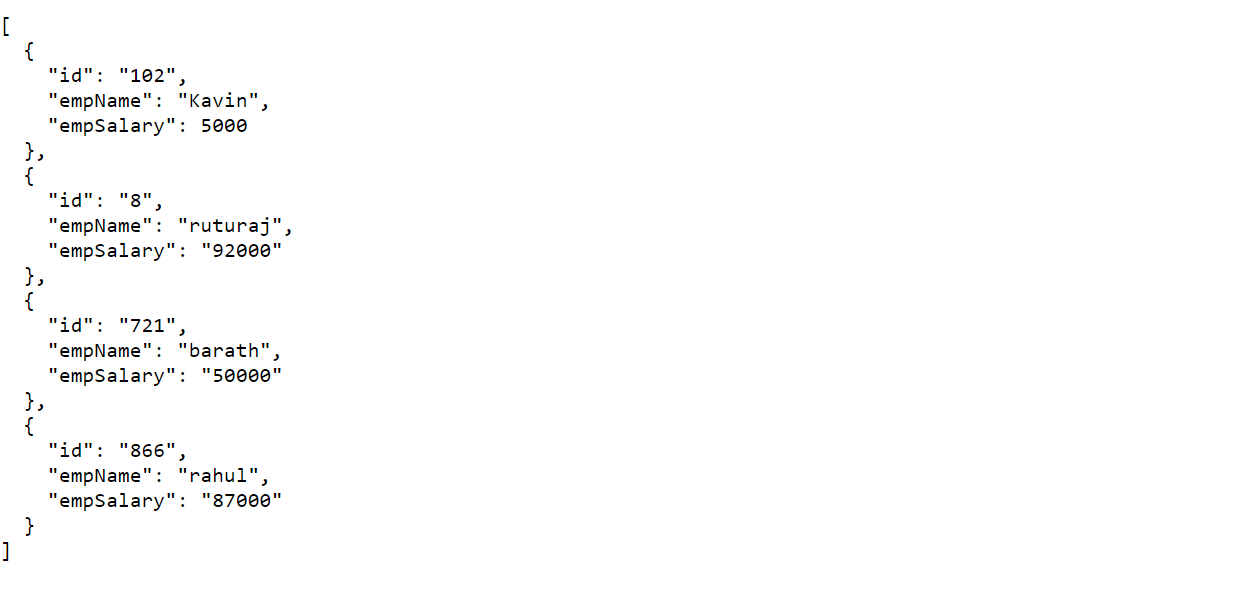 [
  {
    "id": "102",
    "empName": "Kavin",
    "empSalary": 5000
  },
  {
    "id": "8",
    "empName": "ruturaj",
    "empSalary": "92000"
  },
  {
    "id": "721",
    "empName": "barath",
    "empSalary": "50000"
  },
  {
    "id": "866",
    "empName": "rahul",
    "empSalary": "87000"
  }
]